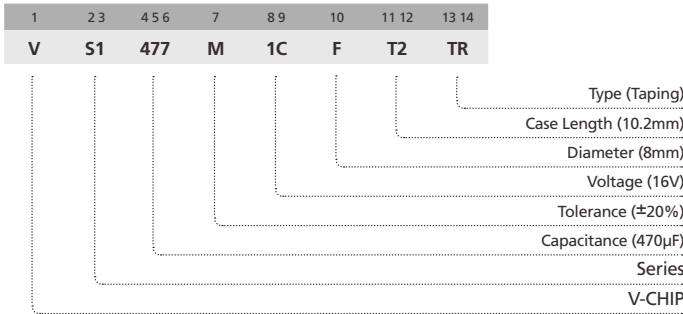 1 2 3 4 5 6 7 8 9 10 11 12 13 14
V S1 477 M 1C F T2 TR
Type (Taping)
Case Length (10.2mm)
Diameter (8mm)
Voltage (16V)
Tolerance (±20%)
Capacitance (470µF)
Series
V-CHIP